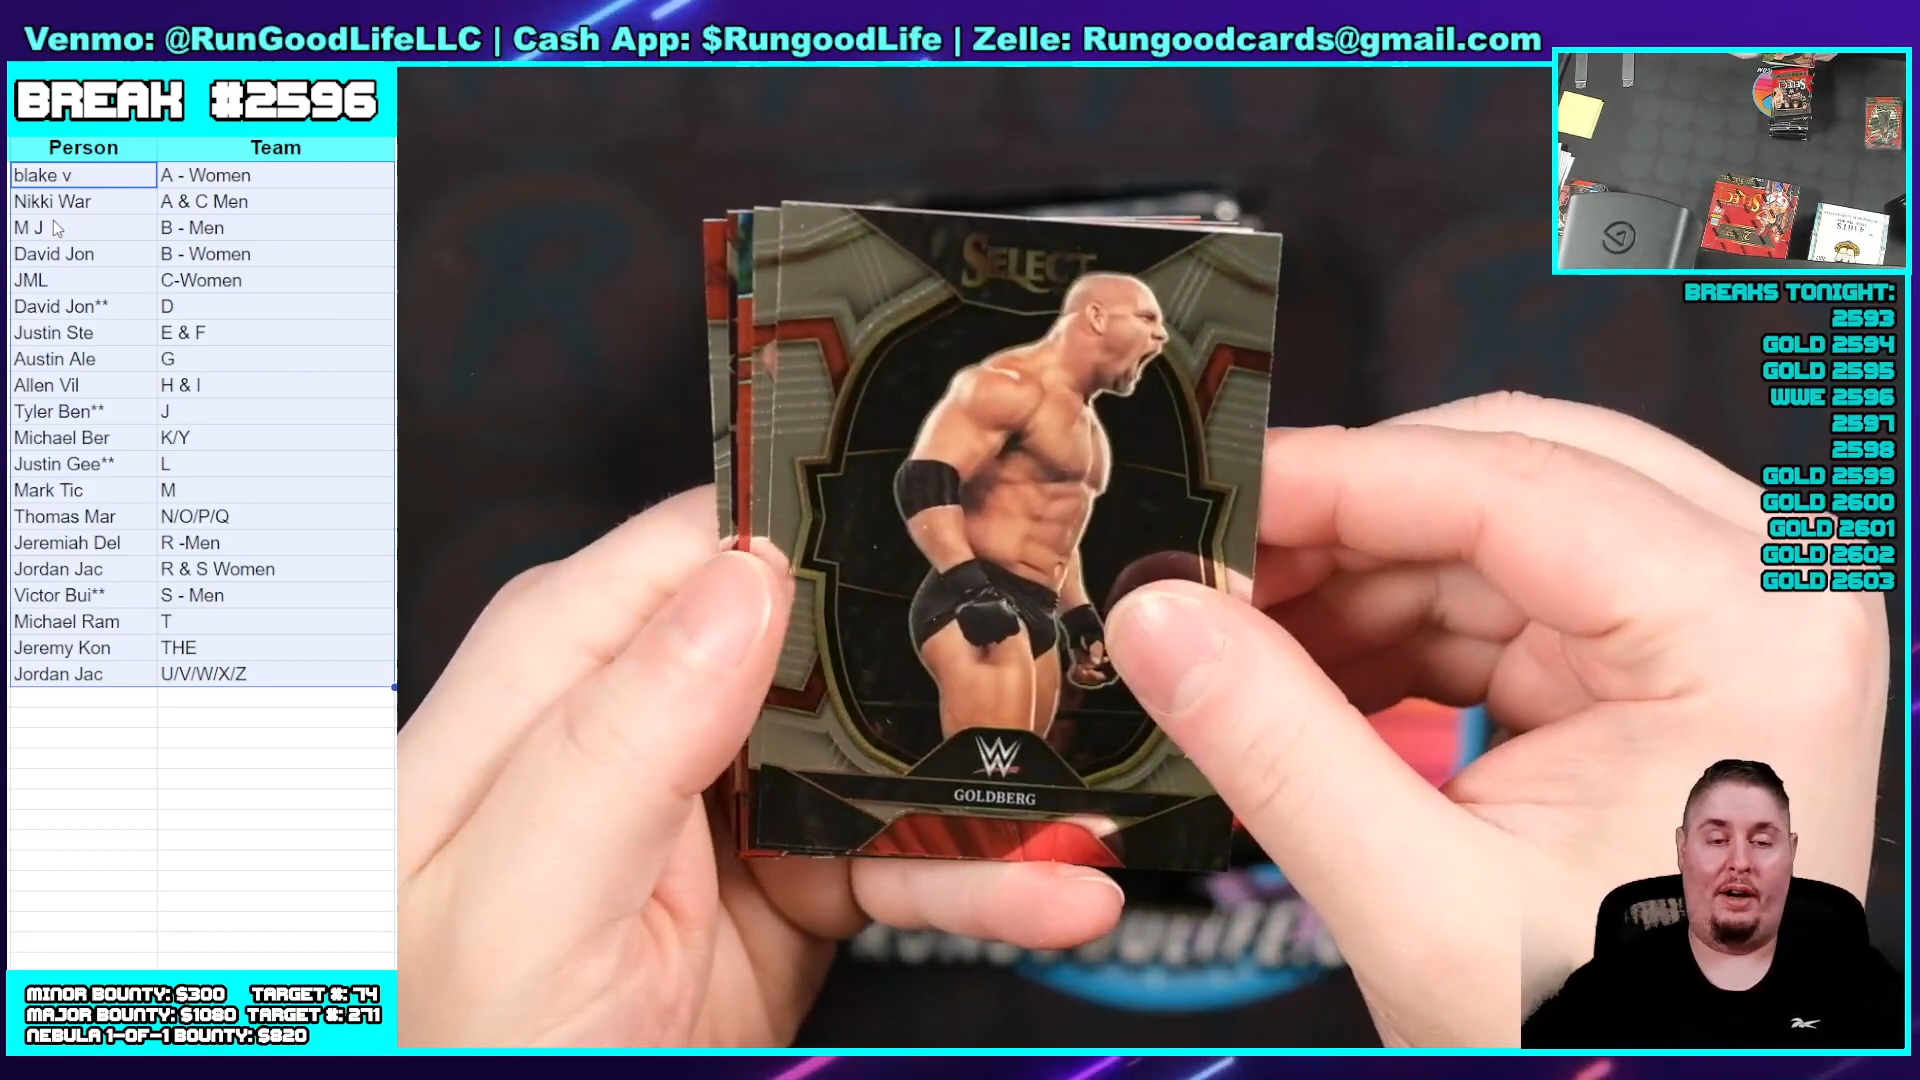 Venmo: @RunGoodLifeLLC | Cash App: $RungoodLife | Zelle: Rungoodcards@gmail.com
BREAK #2596
Person Team
blake v A - Women
Nikki War A & C Men
M J B - Men
David Jon B - Women
JML C-Women
David Jon** D
Justin Ste E & F
Austin Ale G
Allen Vil H & I
Tyler Ben** J
Michael Ber K/Y
Justin Gee** L
Mark Tic M
Thomas Mar N/O/P/Q
Jeremiah Del R -Men
Jordan Jac R & S Women
Victor Bui** S - Men
Michael Ram T
Jeremy Kon THE
Jordan Jac U/V/W/X/Z
MINOR BOUNTY: $300 TARGET #: 74
MAJOR BOUNTY: $1080 TARGET #: 271
NEBULA 1-OF-1 BOUNTY: $820
SELECT
W
GOLDBERG
SELECT
BREAKS TONIGHT:
2593
GOLD 2594
GOLD 2595
WWE 2596
2597
2598
GOLD 2599
GOLD 2600
GOLD 2601
GOLD 2602
GOLD 2603